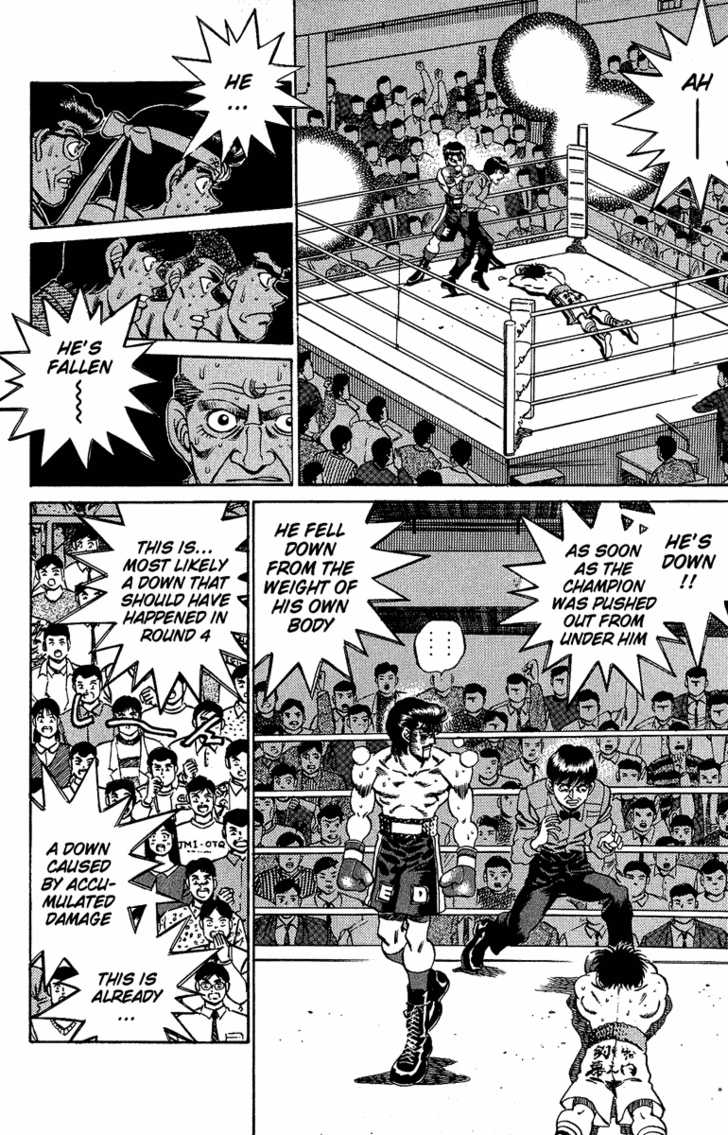 AH
—
HE
...
HE'S
FALLEN
~
HE'S
DOWN
!!
AS SOON
AS THE
CHAMPION
WAS PUSHED
OUT FROM
UNDER HIM
......
HE FELL
DOWN
FROM THE
WEIGHT OF
HIS OWN
BODY
ED
THIS IS...
MOST LIKELY
A DOWN THAT
SHOULD HAVE
HAPPENED IN
ROUND 4
A DOWN
CAUSED
BY ACCU-
MULATED
DAMAGE
THIS IS
ALREADY
...